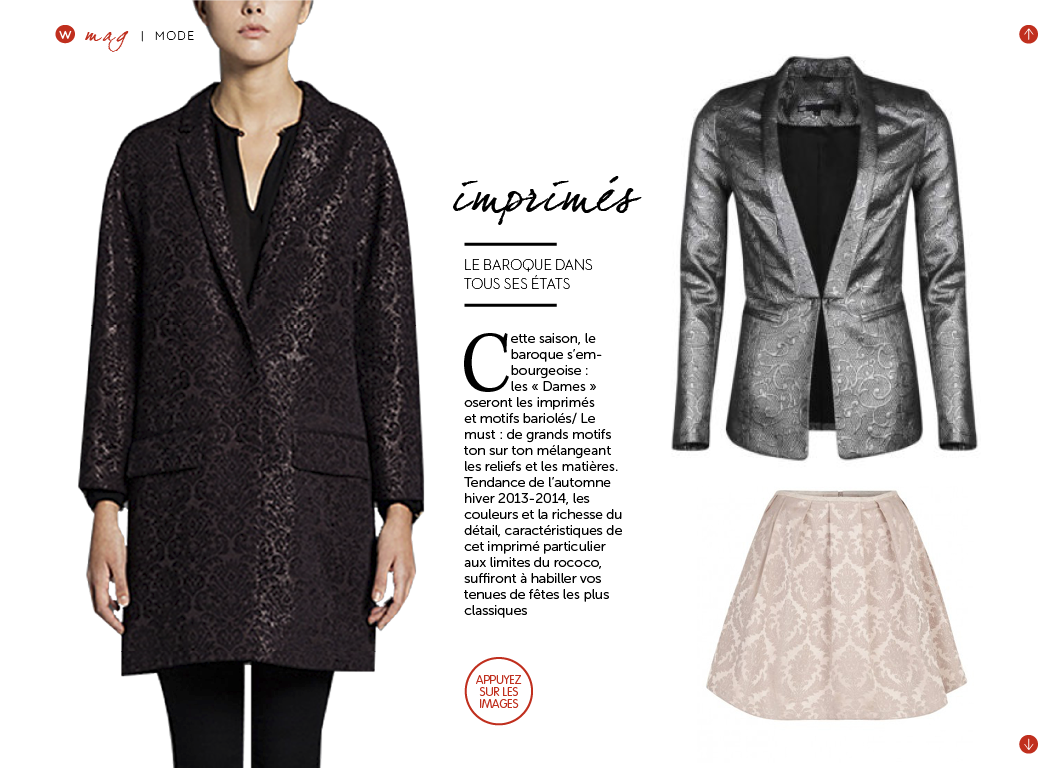 W mag | MODE
imprimés
LE BAROQUE DANS
TOUS SES ÉTATS
Cette saison, le
baroque s'em-
bourgeoise :
les « Dames »
oseront les imprimés
et motifs bariolés/ Le
must : de grands motifs
ton sur ton mélangeant
les reliefs et les matières.
Tendance de l'automne
hiver 2013-2014, les
couleurs et la richesse du
détail, caractéristiques de
cet imprimé particulier
aux limites du rococo,
suffiront à habiller vos
tenues de fêtes les plus
classiques
APPUYEZ
SUR LES
IMAGES